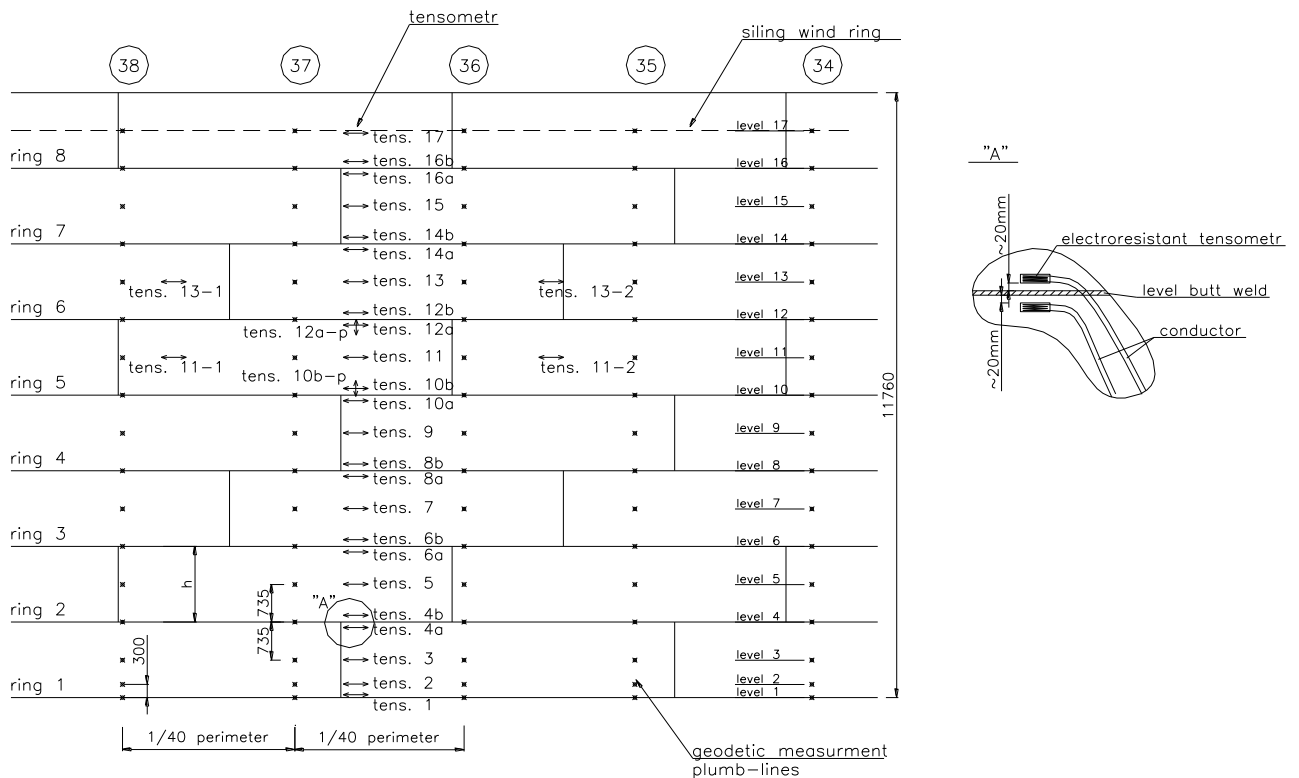 tensometr
siling wind ring
38
37
36
35
34
level 17
tens. 17
ring 8
tens. 16b
level 16
tens. 16a
tens. 15
level 15
ring 7
tens. 14b
level 14
tens. 14a
tens. 13
level 13
tens. 13-1
tens. 13-2
ring 6
tens. 12b
level 12
tens. 12a-p
tens. 12a
tens. 11
level 11
tens. 11-1
tens. 11-2
tens. 10b-p
ring 5
tens. 10b
level 10
tens. 10a
tens. 9
level 9
ring 4
tens. 8b
level 8
tens. 8a
tens. 7
level 7
ring 3
tens. 6b
level 6
tens. 6a
h
tens. 5
level 5
735
"A"
ring 2
tens. 4b
level 4
tens. 4a
735
300
tens. 3
level 3
ring 1
tens. 2
level 2
level 1
tens. 1
11760
1/40 perimeter
1/40 perimeter
geodetic measurment
plumb-lines
"A"
~20mm
electroresistant tensometr
level butt weld
conductor
~20mm